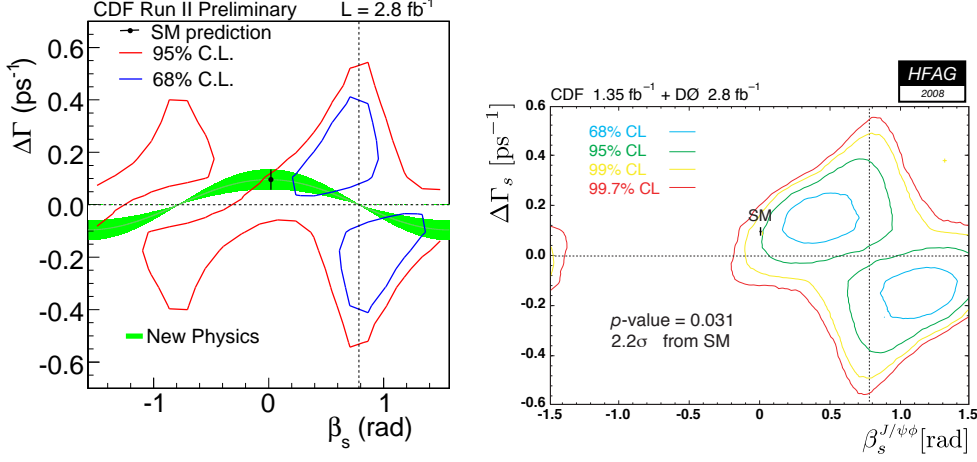 CDF Run II Preliminary L = 2.8 fb⁻¹
SM prediction
95% C.L.
68% C.L.
New Physics
ΔΓ (ps⁻¹)
0.6
0.4
0.2
0.0
-0.2
-0.4
-0.6
-1 0 1
βs (rad)
HFAG
2008
CDF 1.35 fb⁻¹ + DØ 2.8 fb⁻¹
68% CL
95% CL
99% CL
99.7% CL
SM
p-value = 0.031
2.2σ from SM
ΔΓs [ps⁻¹]
0.6
0.4
0.2
0.0
-0.2
-0.4
-0.6
-1.5 -1.0 -0.5 0 0.5 1.0 1.5
βs^J/ψϕ [rad]